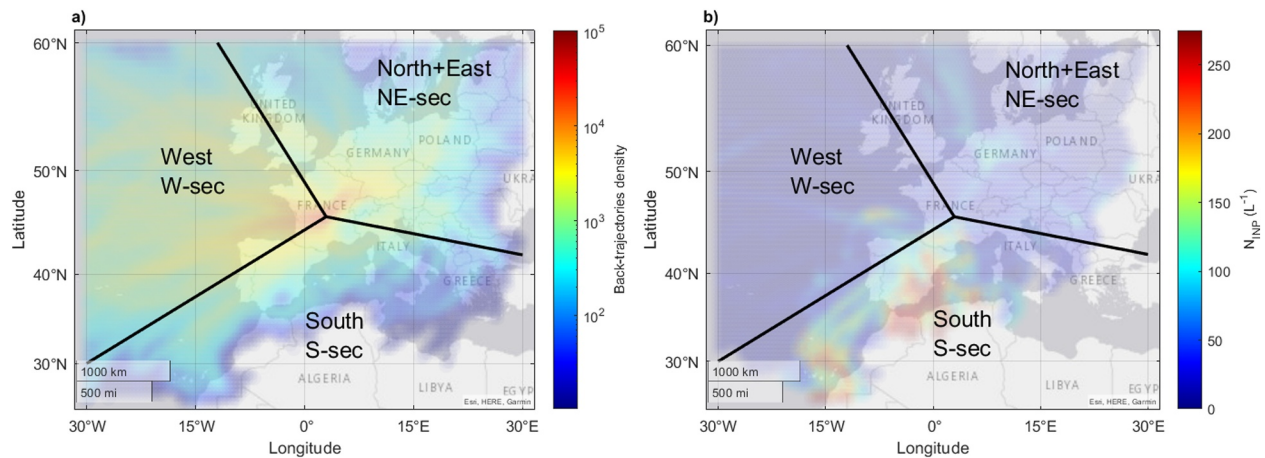 a)
60°N
50°N
40°N
30°N
Latitude
North+East
NE-sec
West
W-sec
South
S-sec
UNITED
KINGDOM
POLAND
GERMANY
UKRA
FRANCE
ITALY
GREECE
ALGERIA
LIBYA
EGYP
1000 km
500 mi
Esri, HERE, Garmin
30°W
15°W
0°
15°E
30°E
Longitude
10^5
10^4
10^3
10^2
Back-trajectories density
b)
60°N
50°N
40°N
30°N
Latitude
North+East
NE-sec
West
W-sec
South
S-sec
UNITED
KINGDOM
POLAND
GERMANY
UKRA
FRANCE
ITALY
GREECE
ALGERIA
LIBYA
EGYP
1000 km
500 mi
Esri, HERE, Garmin
30°W
15°W
0°
15°E
30°E
Longitude
250
200
150
100
50
0
N_INP (L^-1)